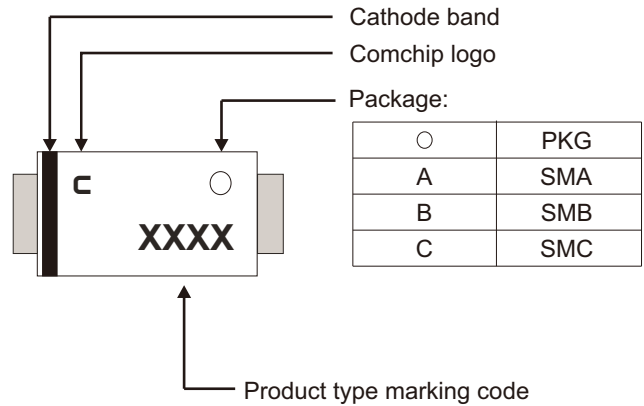 Cathode band
Comchip logo
Package:
○ PKG
A SMA
B SMB
C SMC
C ○
XXXX
Product type marking code